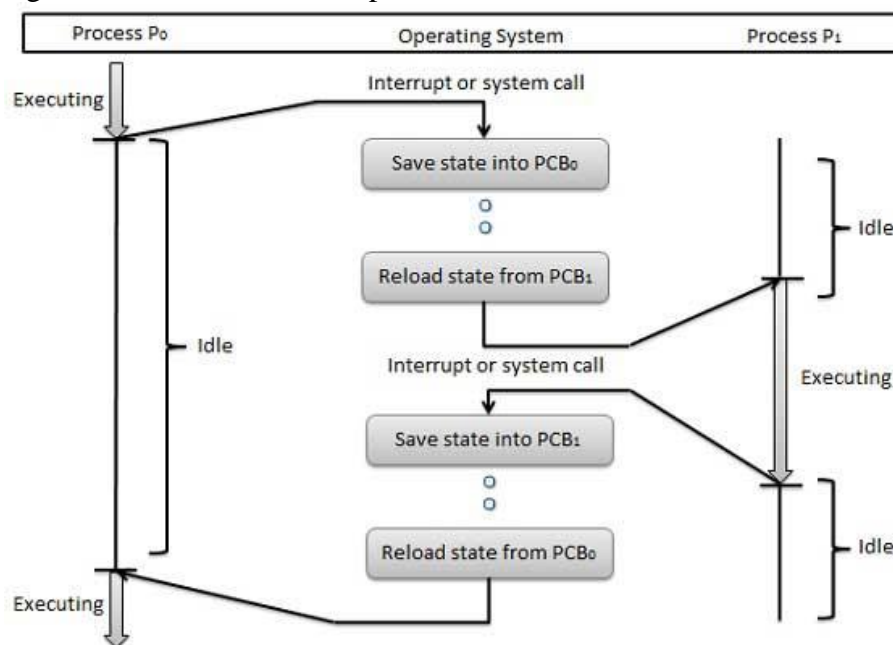 Process P₀ Operating System Process P₁
Interrupt or system call
Executing
Save state into PCB₀
Idle
Reload state from PCB₁
Idle
Interrupt or system call
Executing
Save state into PCB₁
Reload state from PCB₀
Idle
Executing